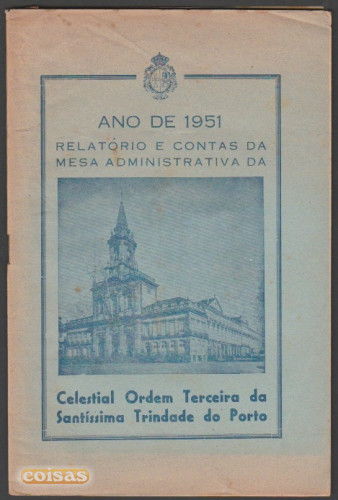 ANO DE 1951
RELATÓRIO E CONTAS DA
MESA ADMINISTRATIVA DA
Celestial Ordem Terceira da
Santíssima Trindade do Porto
coisas